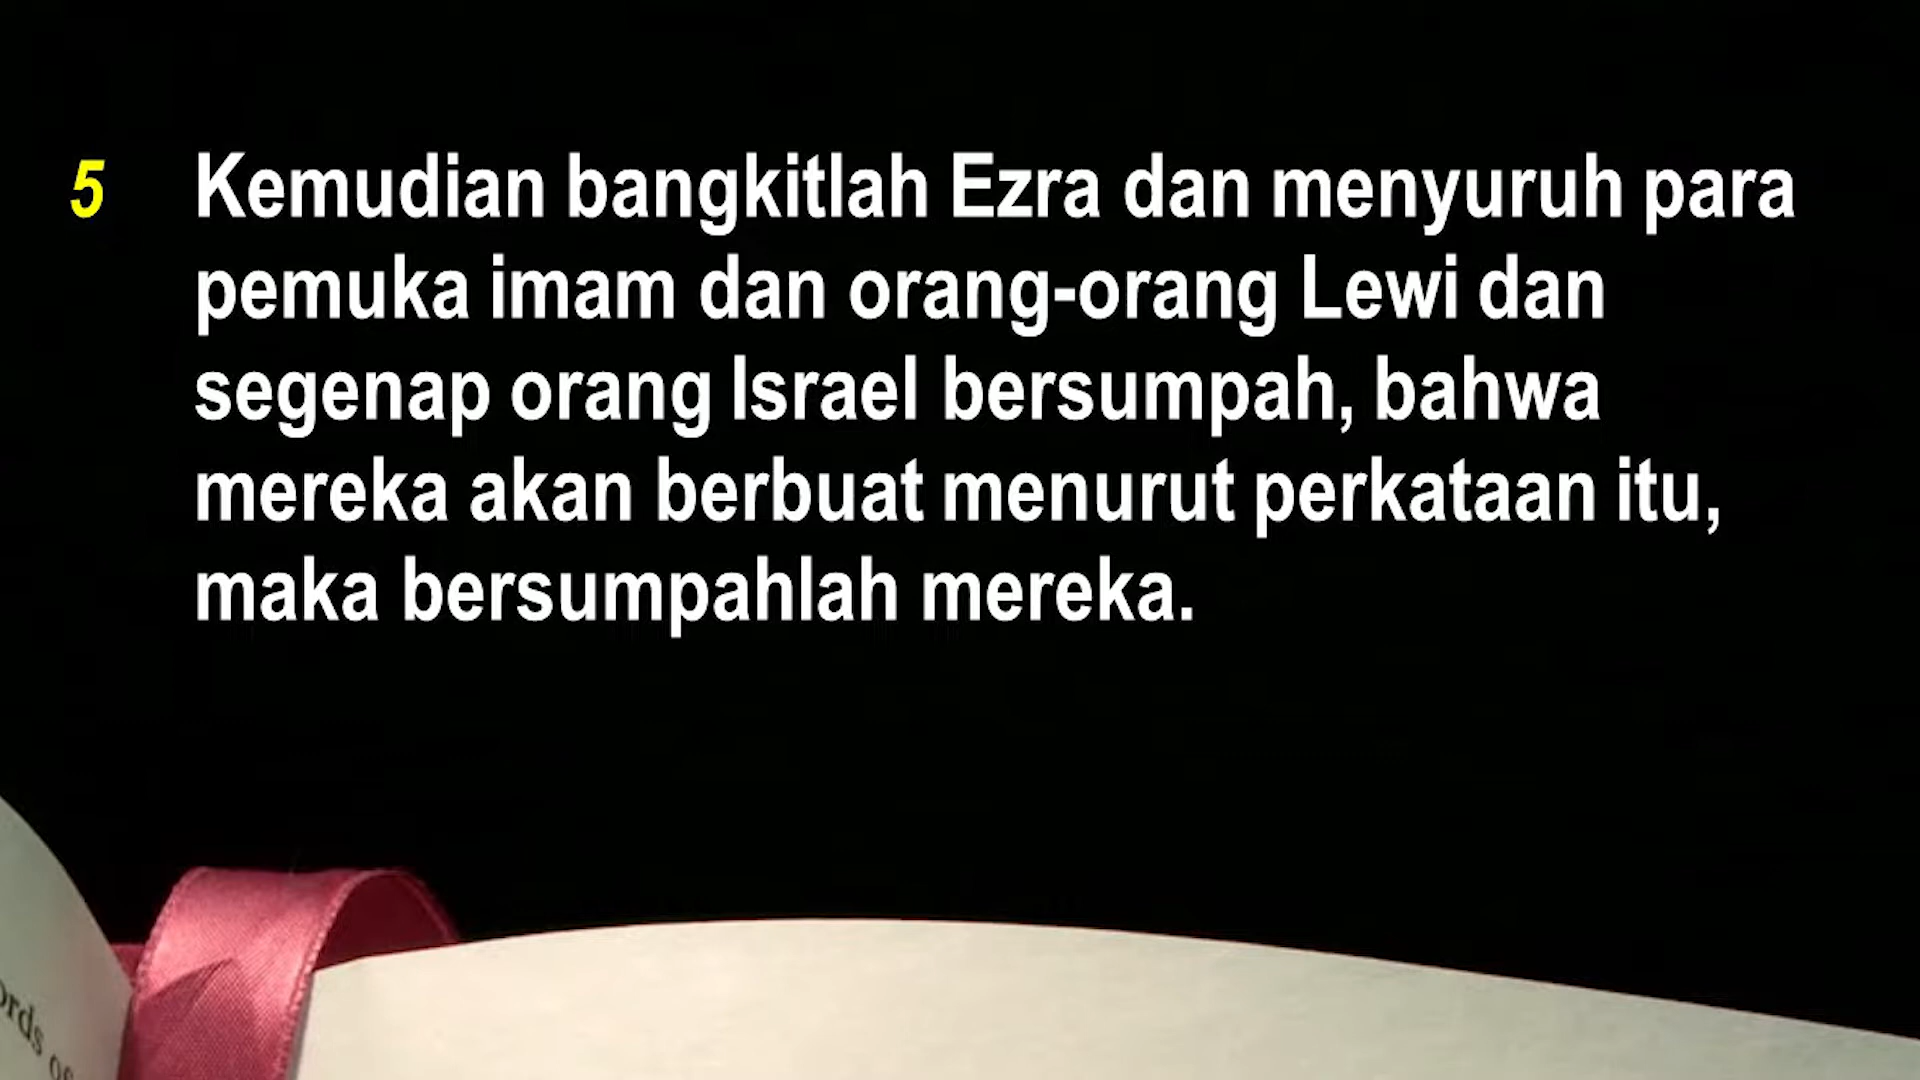 5 Kemudian bangkitlah Ezra dan menyuruh para
pemuka imam dan orang-orang Lewi dan
segenap orang Israel bersumpah, bahwa
mereka akan berbuat menurut perkataan itu,
maka bersumpahlah mereka.